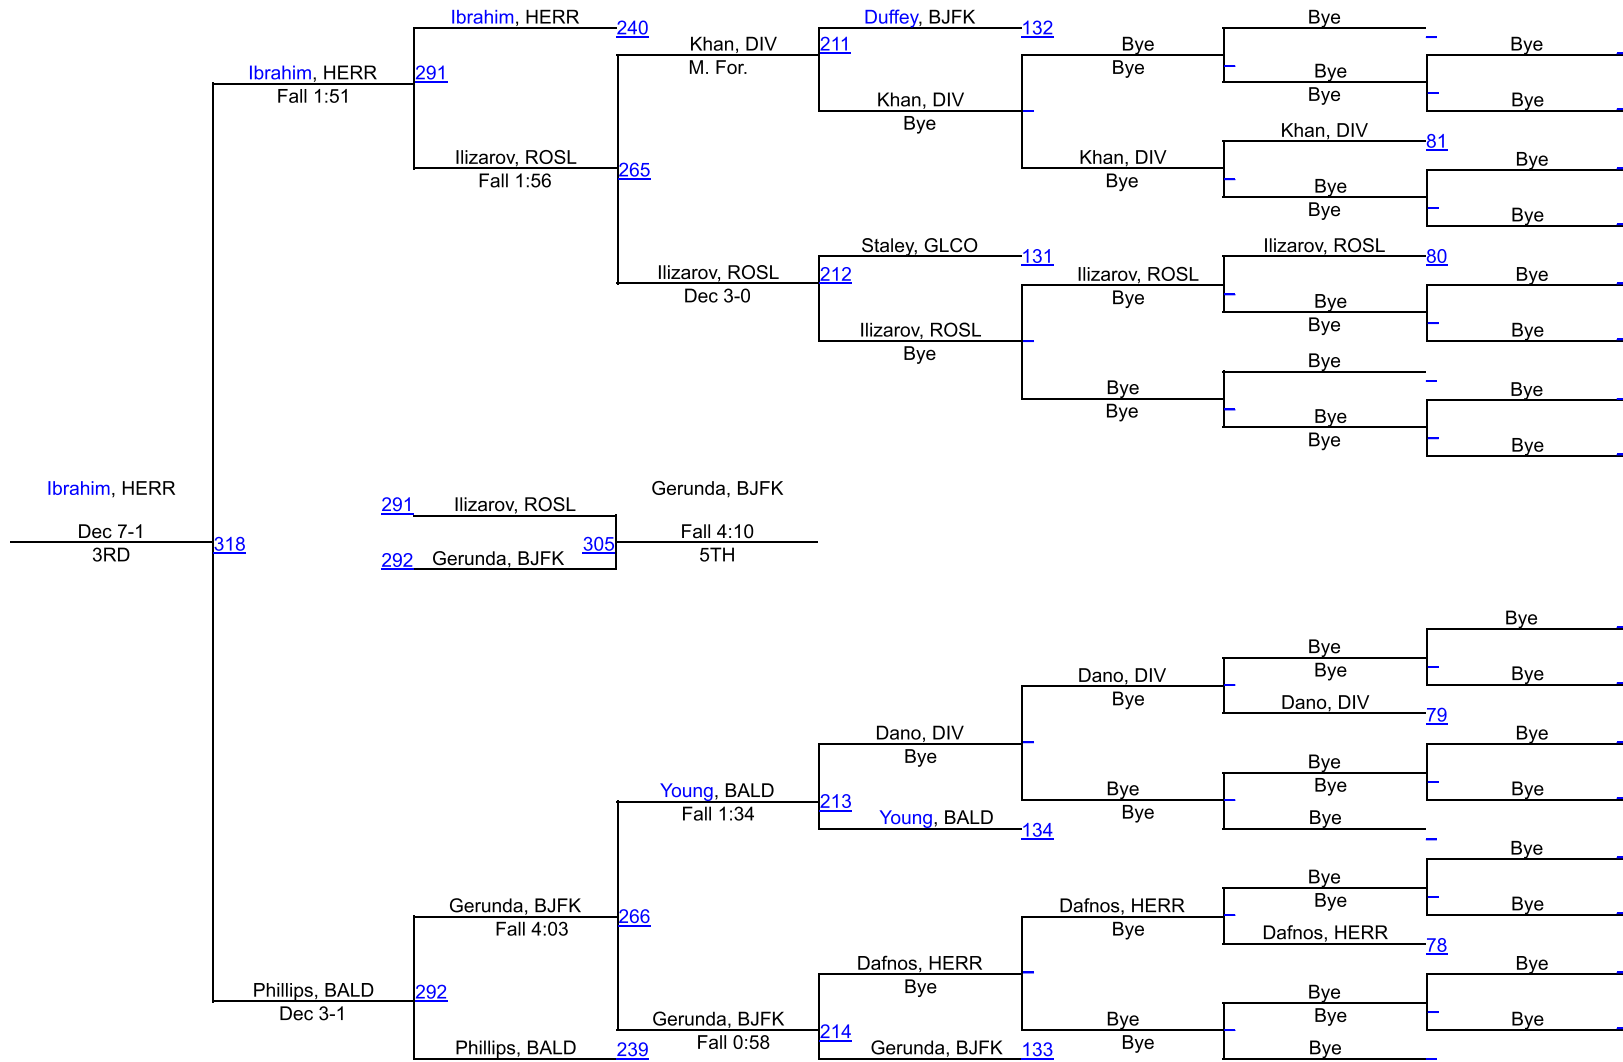 Ibrahim, HERR
240
Duffey, BJFK
132
Bye
Khan, DIV
M. For.
211
Bye
Bye
Bye
Ibrahim, HERR
Fall 1:51
291
Bye
Bye
Khan, DIV
Bye
Bye
Khan, DIV
81
Ilizarov, ROSL
Fall 1:56
265
Khan, DIV
Bye
Bye
Bye
Bye
Bye
Staley, GLCO
131
Ilizarov, ROSL
80
Ilizarov, ROSL
Dec 3-0
212
Ilizarov, ROSL
Bye
Bye
Bye
Bye
Ilizarov, ROSL
Bye
Bye
Bye
Bye
Bye
Bye
Bye
Bye
Bye
Ibrahim, HERR
Dec 7-1
3RD
318
291
Ilizarov, ROSL
292
Gerunda, BJFK
305
Gerunda, BJFK
Fall 4:10
5TH
Bye
Bye
Bye
Bye
Dano, DIV
Bye
Dano, DIV
79
Dano, DIV
Bye
Bye
Young, BALD
Fall 1:34
213
Bye
Bye
Bye
Bye
Bye
Young, BALD
134
Bye
Bye
Gerunda, BJFK
Fall 4:03
266
Dafnos, HERR
Bye
Bye
Bye
Bye
Dafnos, HERR
78
Dafnos, HERR
Bye
Bye
Phillips, BALD
Dec 3-1
292
Bye
Bye
Gerunda, BJFK
Fall 0:58
214
Bye
Bye
Bye
Phillips, BALD
239
Gerunda, BJFK
133
Bye